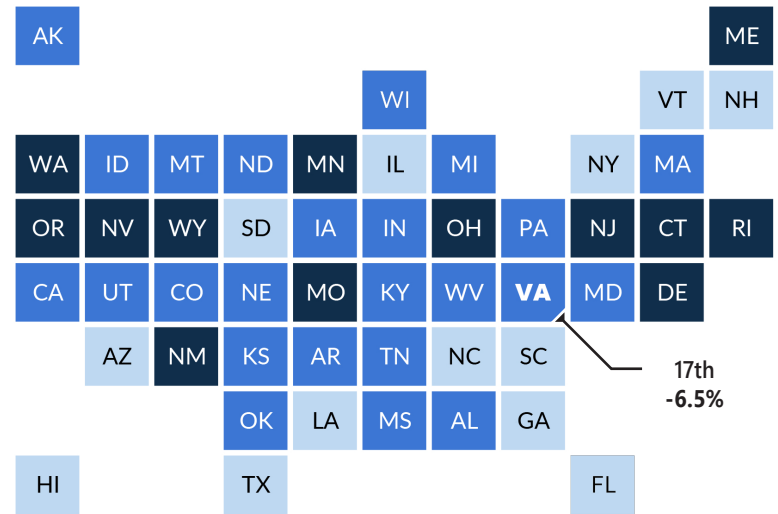 AK ME
WI VT NH
WA ID MT ND MN IL MI NY MA
OR NV WY SD IA IN OH PA NJ CT RI
CA UT CO NE MO KY WV VA MD DE
AZ NM KS AR TN NC SC
17th
-6.5%
OK LA MS AL GA
HI TX FL